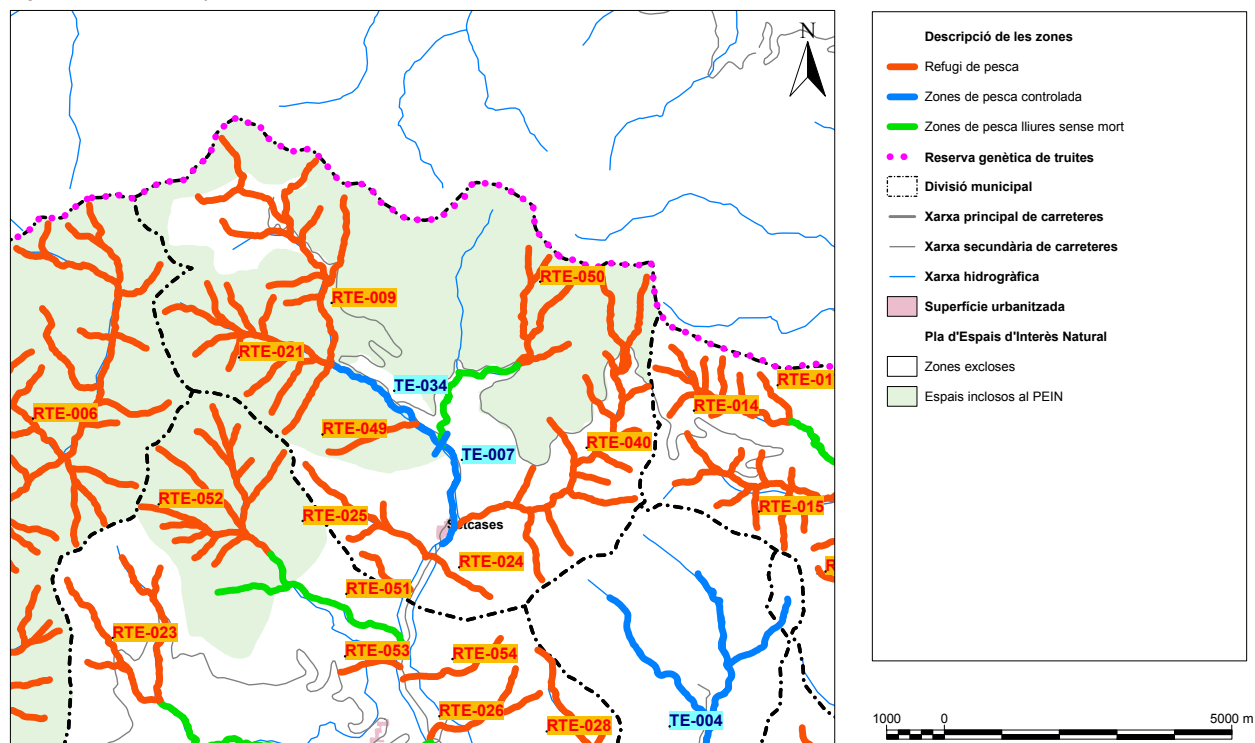 N
RTE-050
RTE-009
RTE-021
TE-034
RTE-01
RTE-006
RTE-014
RTE-049
RTE-040
TE-007
RTE-052
RTE-015
RTE-025
Setcases
RTE-024
RTE-051
RTE-023
RTE-053
RTE-054
RTE-026
RTE-028
TE-004
Descripció de les zones
Refugi de pesca
Zones de pesca controlada
Zones de pesca lliures sense mort
Reserva genètica de truites
Divisió municipal
Xarxa principal de carreteres
Xarxa secundària de carreteres
Xarxa hidrogràfica
Superfície urbanitzada
Pla d'Espais d'Interès Natural
Zones excloses
Espais inclosos al PEIN
1000 0 5000 m